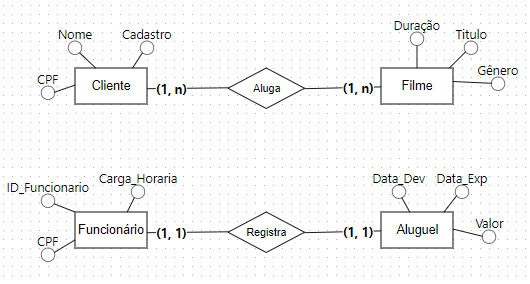 Duração
Nome
Cadastro
Titulo
Gênero
CPF
Cliente
(1, n)
Aluga
(1, n)
Filme
Carga_Horaria
Data_Dev
Data_Exp
ID_Funcionario
Valor
CPF
Funcionário
(1, 1)
Registra
(1, 1)
Aluguel